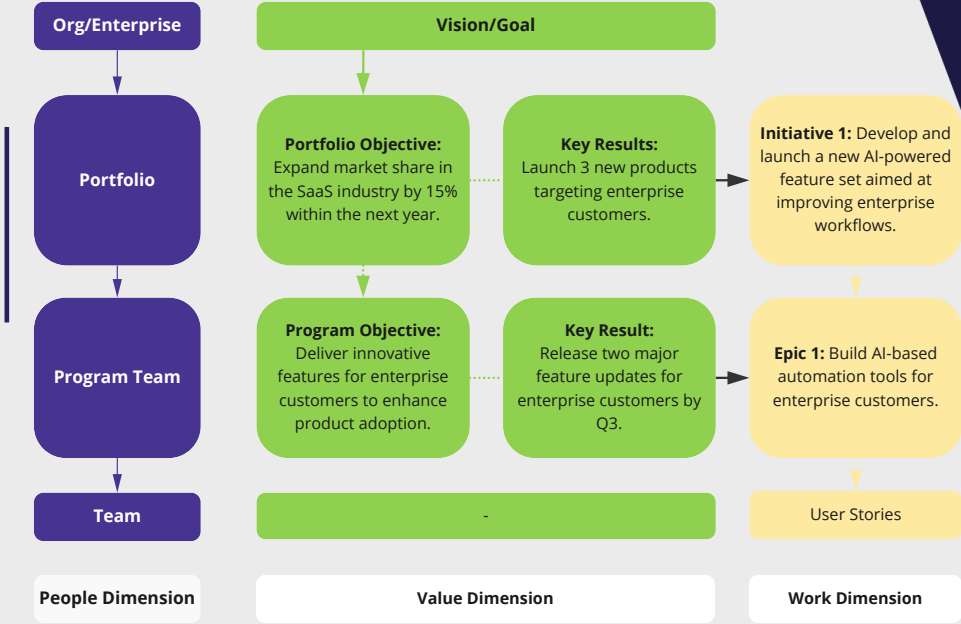 Org/Enterprise
Vision/Goal
Portfolio
Portfolio Objective:
Expand market share in
the SaaS industry by 15%
within the next year.
Key Results:
Launch 3 new products
targeting enterprise
customers.
Initiative 1: Develop and
launch a new AI-powered
feature set aimed at
improving enterprise
workflows.
Program Team
Program Objective:
Deliver innovative
features for enterprise
customers to enhance
product adoption.
Key Result:
Release two major
feature updates for
enterprise customers by
Q3.
Epic 1: Build AI-based
automation tools for
enterprise customers.
Team
-
User Stories
People Dimension
Value Dimension
Work Dimension